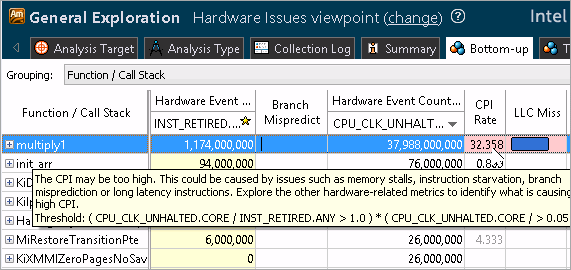 Am General Exploration Hardware Issues viewpoint (change) ? Intel
Analysis Target Analysis Type Collection Log Summary Bottom-up T
Grouping: Function / Call Stack
Function / Call Stack Hardware Event ... Branch Mispredict Hardware Event Count... CPI Rate LLC Miss
INST_RETIRED.... CPU_CLK_UNHALT...
multiply1 1,174,000,000 37,988,000,000 32.358
init_arr 94,000,000 76,000,000
KiD
The CPI may be too high. This could be caused by issues such as memory stalls, instruction starvation, branch
KiIp
misprediction or long latency instructions. Explore the other hardware-related metrics to identify what is causing
Ha
high CPI.
Threshold: ( CPU_CLK_UNHALTED.CORE / INST_RETIRED.ANY > 1.0 ) * ( CPU_CLK_UNHALTED.CORE / > 0.05
MiRestoreTransitionPte 6,000,000 26,000,000 4.333
KiXMMIZeroPagesNoSav 0 26,000,000